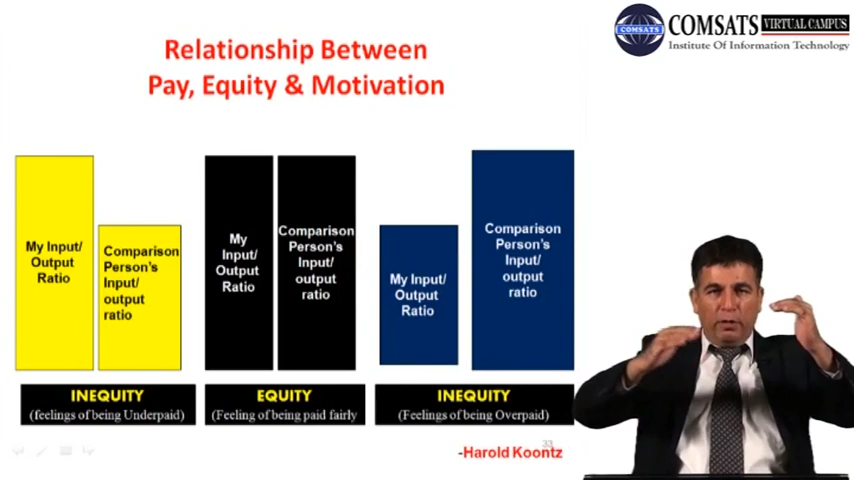 COMSATS
COMSATS VIRTUAL CAMPUS
Institute Of Information Technology
Relationship Between
Pay, Equity & Motivation
My Input/
Output
Ratio
Comparison
Person's
Input/
output
ratio
My
Input/
Output
Ratio
Comparison
Person's
Input/
output
ratio
My Input/
Output
Ratio
Comparison
Person's
Input/
output
ratio
INEQUITY
(feelings of being Underpaid)
EQUITY
(Feeling of being paid fairly
INEQUITY
(Feelings of being Overpaid)
33
-Harold Koontz